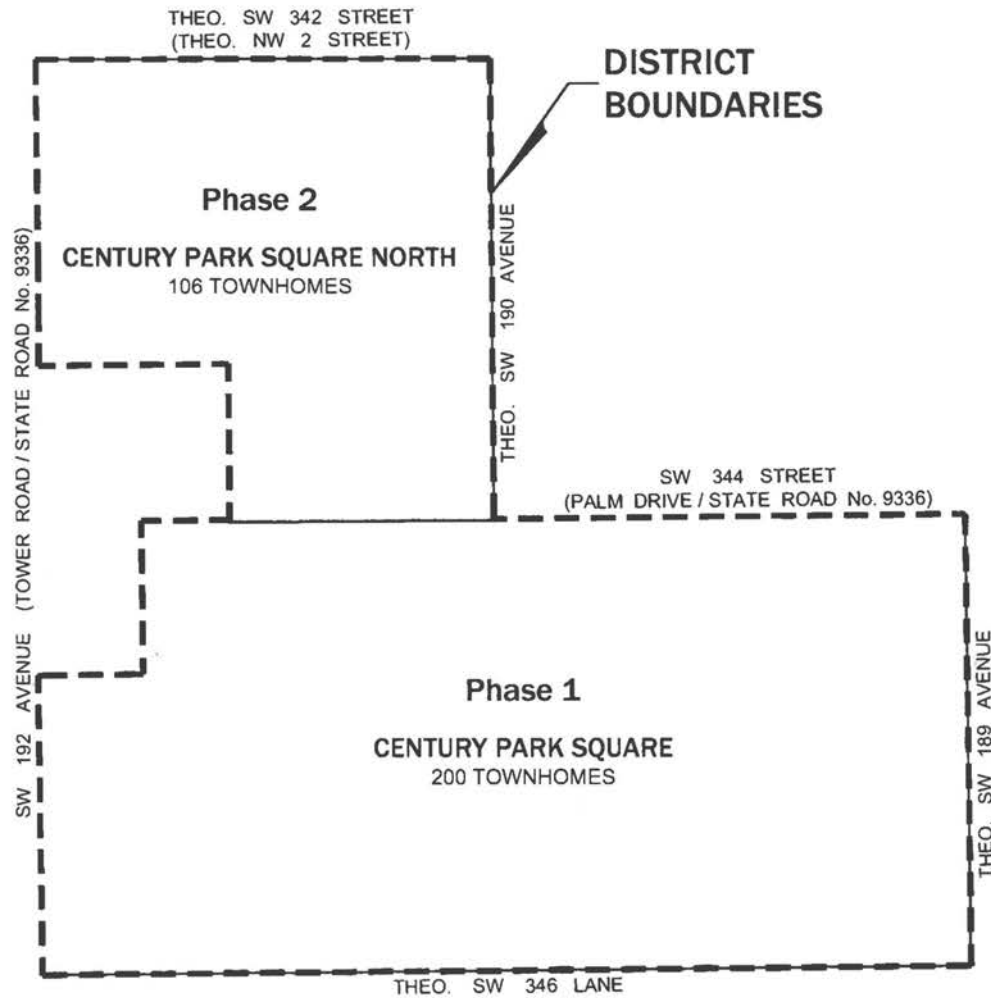 THEO. SW 342 STREET
(THEO. NW 2 STREET)
DISTRICT
BOUNDARIES
Phase 2
CENTURY PARK SQUARE NORTH
106 TOWNHOMES
THEO. SW 190 AVENUE
SW 192 AVENUE (TOWER ROAD / STATE ROAD No. 9336)
SW 344 STREET
(PALM DRIVE / STATE ROAD No. 9336)
Phase 1
CENTURY PARK SQUARE
200 TOWNHOMES
THEO. SW 189 AVENUE
THEO. SW 346 LANE